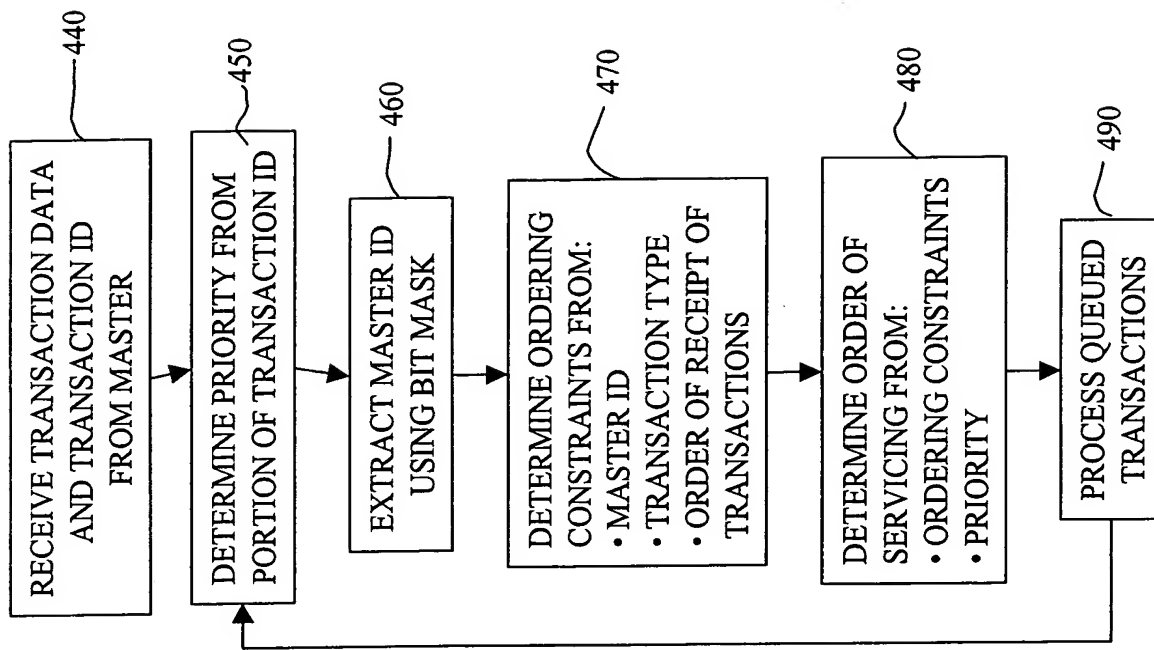 RECEIVE TRANSACTION DATA
AND TRANSACTION ID
FROM MASTER
440
DETERMINE PRIORITY FROM
PORTION OF TRANSACTION ID
450
EXTRACT MASTER ID
USING BIT MASK
460
DETERMINE ORDERING
CONSTRAINTS FROM:
• MASTER ID
• TRANSACTION TYPE
• ORDER OF RECEIPT OF
TRANSACTIONS
470
DETERMINE ORDER OF
SERVICING FROM:
• ORDERING CONSTRAINTS
• PRIORITY
480
PROCESS QUEUED
TRANSACTIONS
490